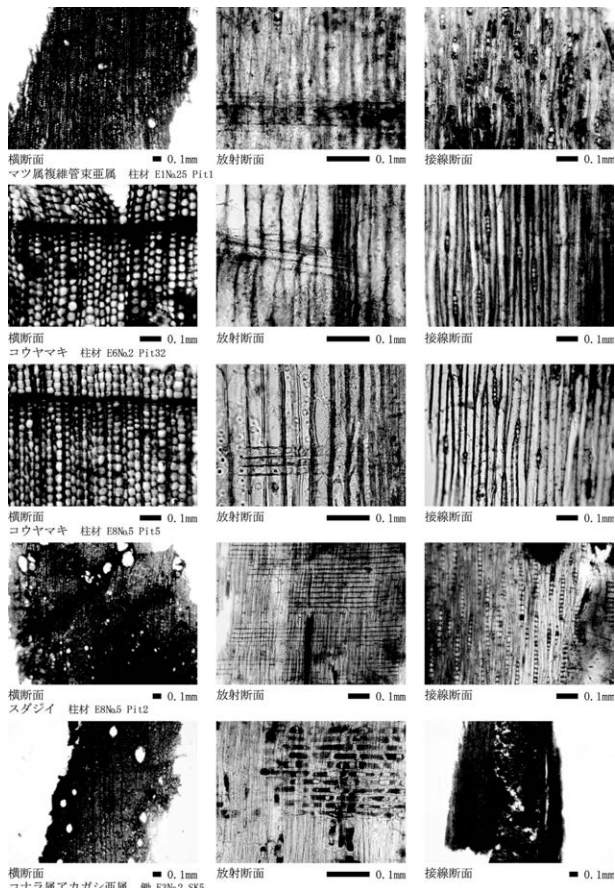 横断面 0.1mm 放射断面 0.1mm 接線断面 0.1mm
マツ属複維管束亜属 柱材 E1№25 Pit1
横断面 0.1mm 放射断面 0.1mm 接線断面 0.1mm
コウヤマキ 柱材 E6№2 Pit32
横断面 0.1mm 放射断面 0.1mm 接線断面 0.1mm
コウヤマキ 柱材 E8№5 Pit5
横断面 0.1mm 放射断面 0.1mm 接線断面 0.1mm
スダジイ 柱材 E8№5 Pit2
横断面 0.1mm 放射断面 0.1mm 接線断面 0.1mm
コナラ属アカガシ亜属 E3№2 SK5